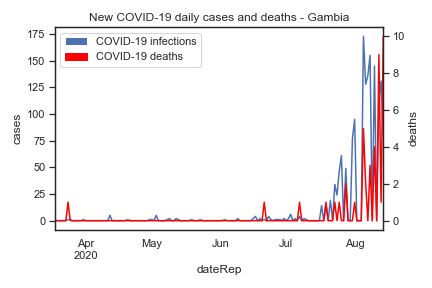 New COVID-19 daily cases and deaths - Gambia
COVID-19 infections
COVID-19 deaths
cases
175
150
125
100
75
50
25
0
deaths
10
8
6
4
2
0
Apr
2020
May
Jun
Jul
Aug
dateRep